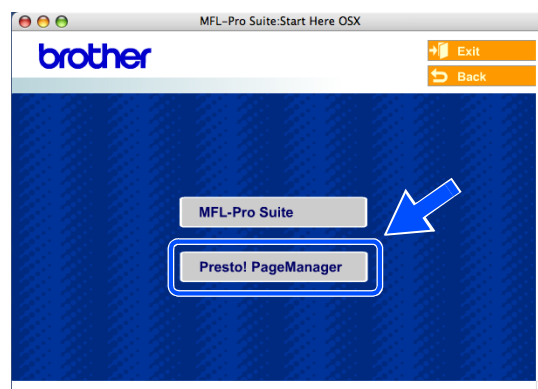 MFL-Pro Suite:Start Here OSX
brother
Exit
Back
MFL-Pro Suite
Presto! PageManager